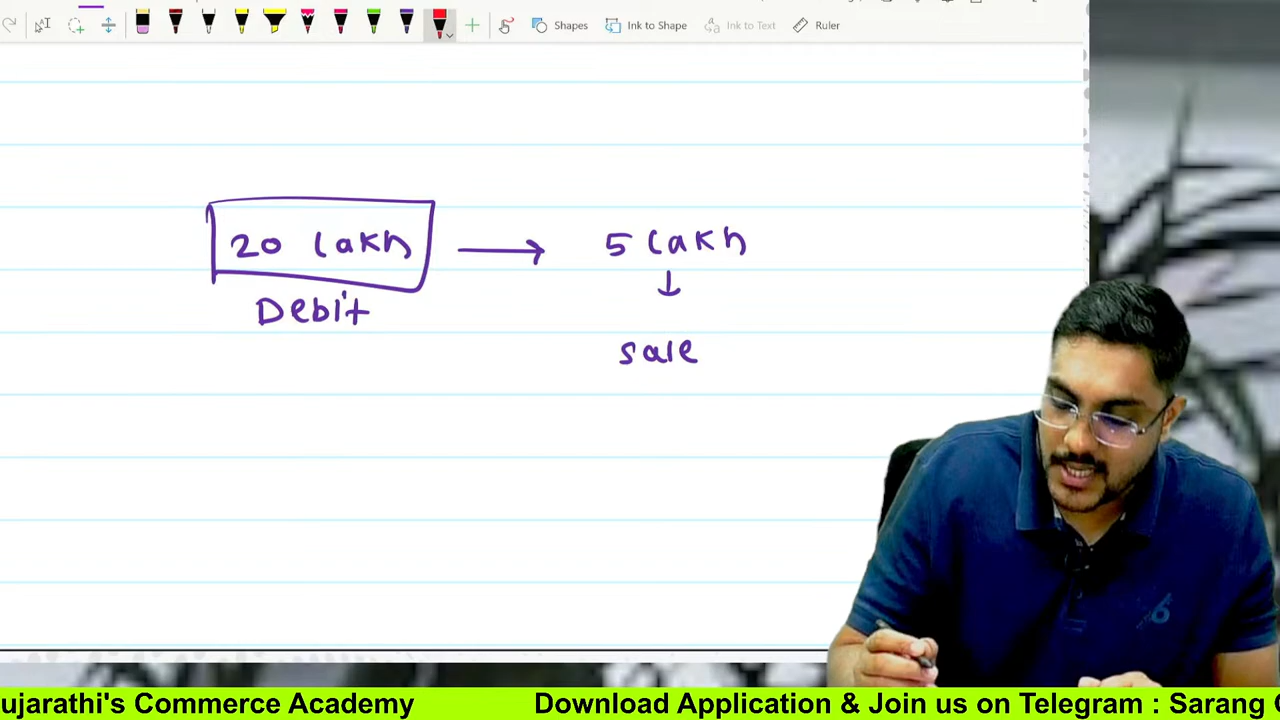 Shapes Ink to Shape Ink to Text Ruler
20 Lakh → 5 Lakh
Debit ↓
sale
6
ujarathi's Commerce Academy Download Application & Join us on Telegram : Sarang